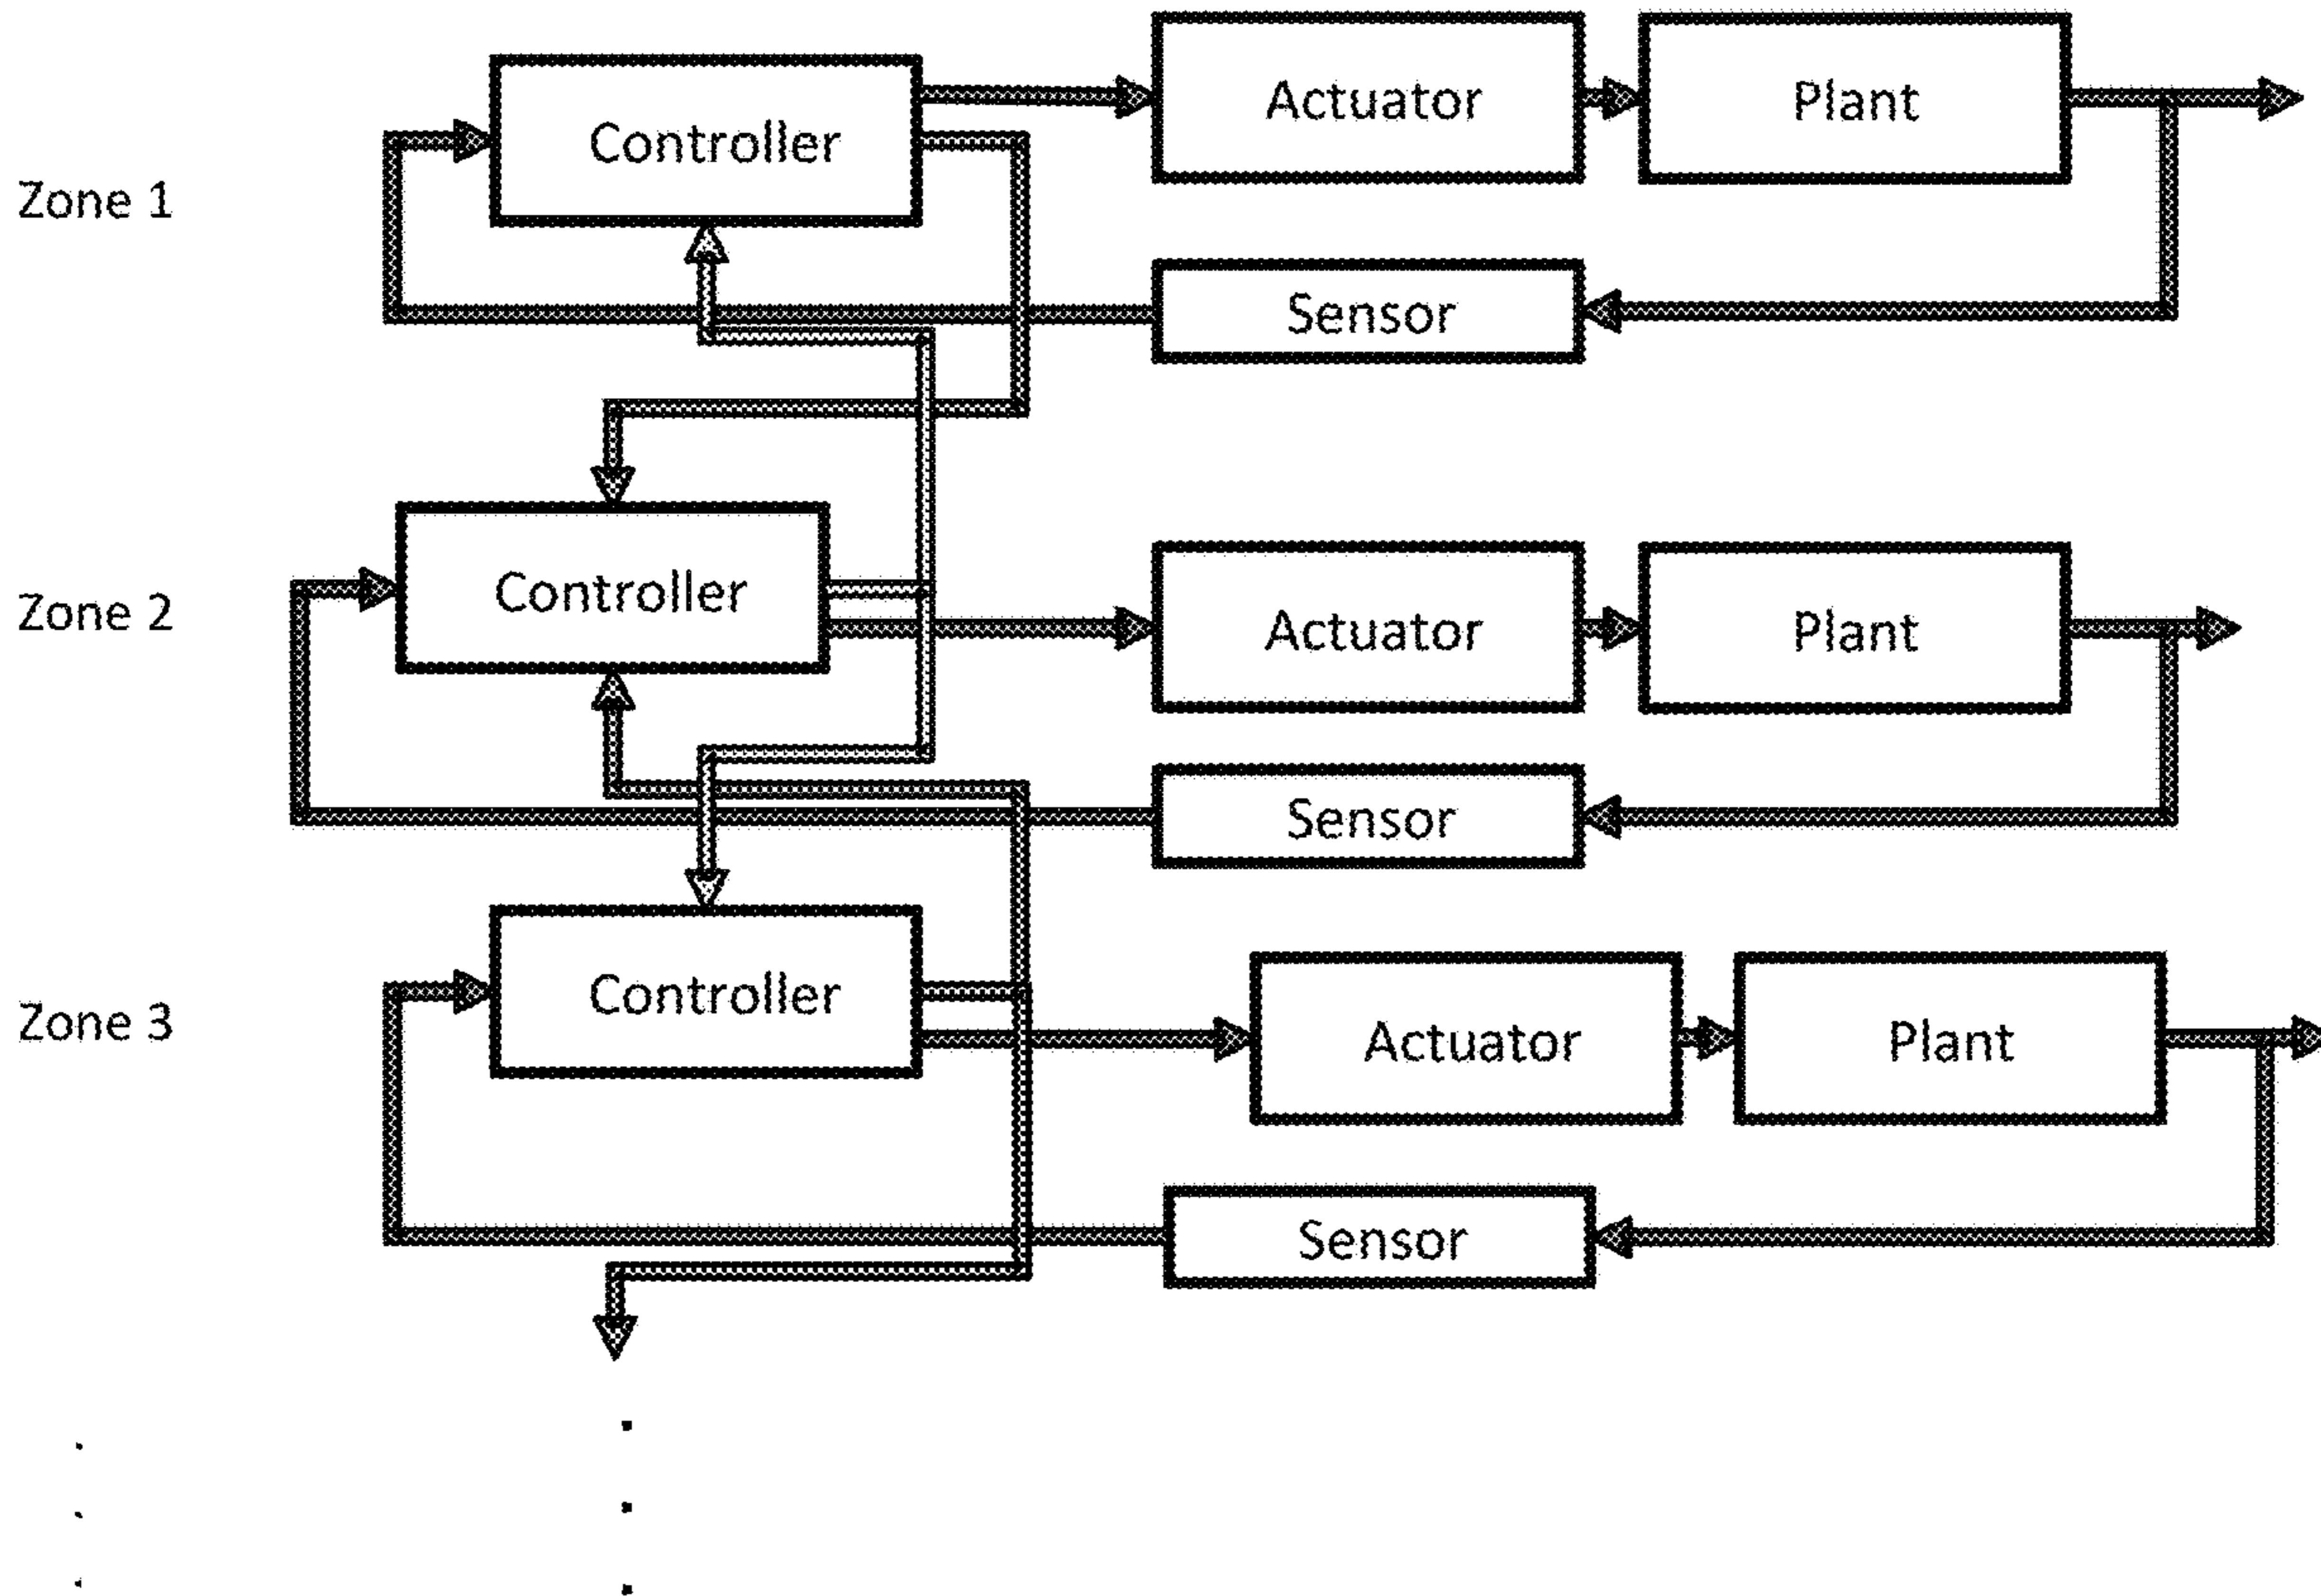 Zone 1
Controller
Actuator
Plant
Sensor
Zone 2
Controller
Actuator
Plant
Sensor
Zone 3
Controller
Actuator
Plant
Sensor